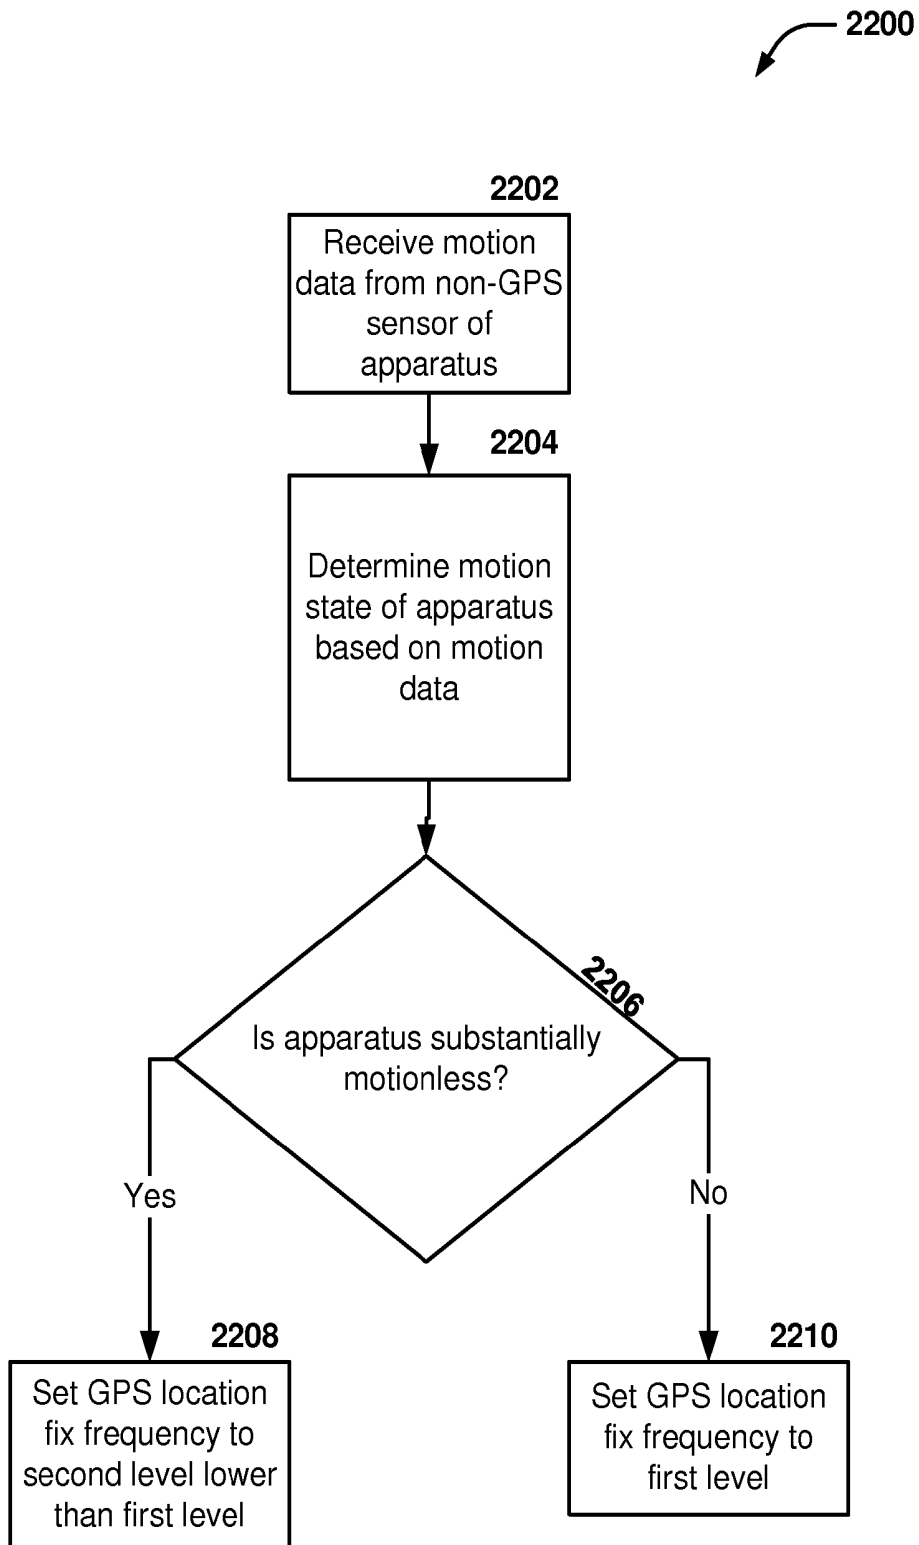 2200
2202
Receive motion
data from non-GPS
sensor of
apparatus
2204
Determine motion
state of apparatus
based on motion
data
2206
Is apparatus substantially
motionless?
Yes
No
2208
Set GPS location
fix frequency to
second level lower
than first level
2210
Set GPS location
fix frequency to
first level